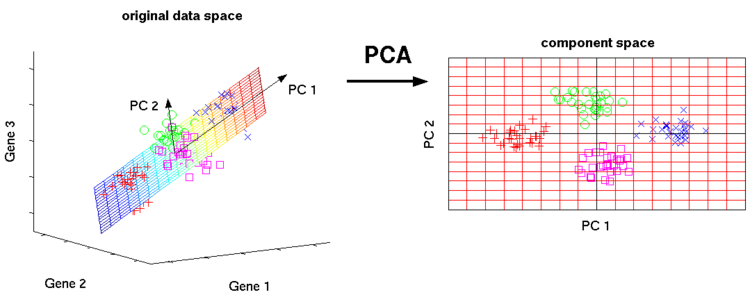 original data space
PC 2
PC 1
Gene 3
Gene 2
Gene 1
PCA
component space
PC 2
PC 1